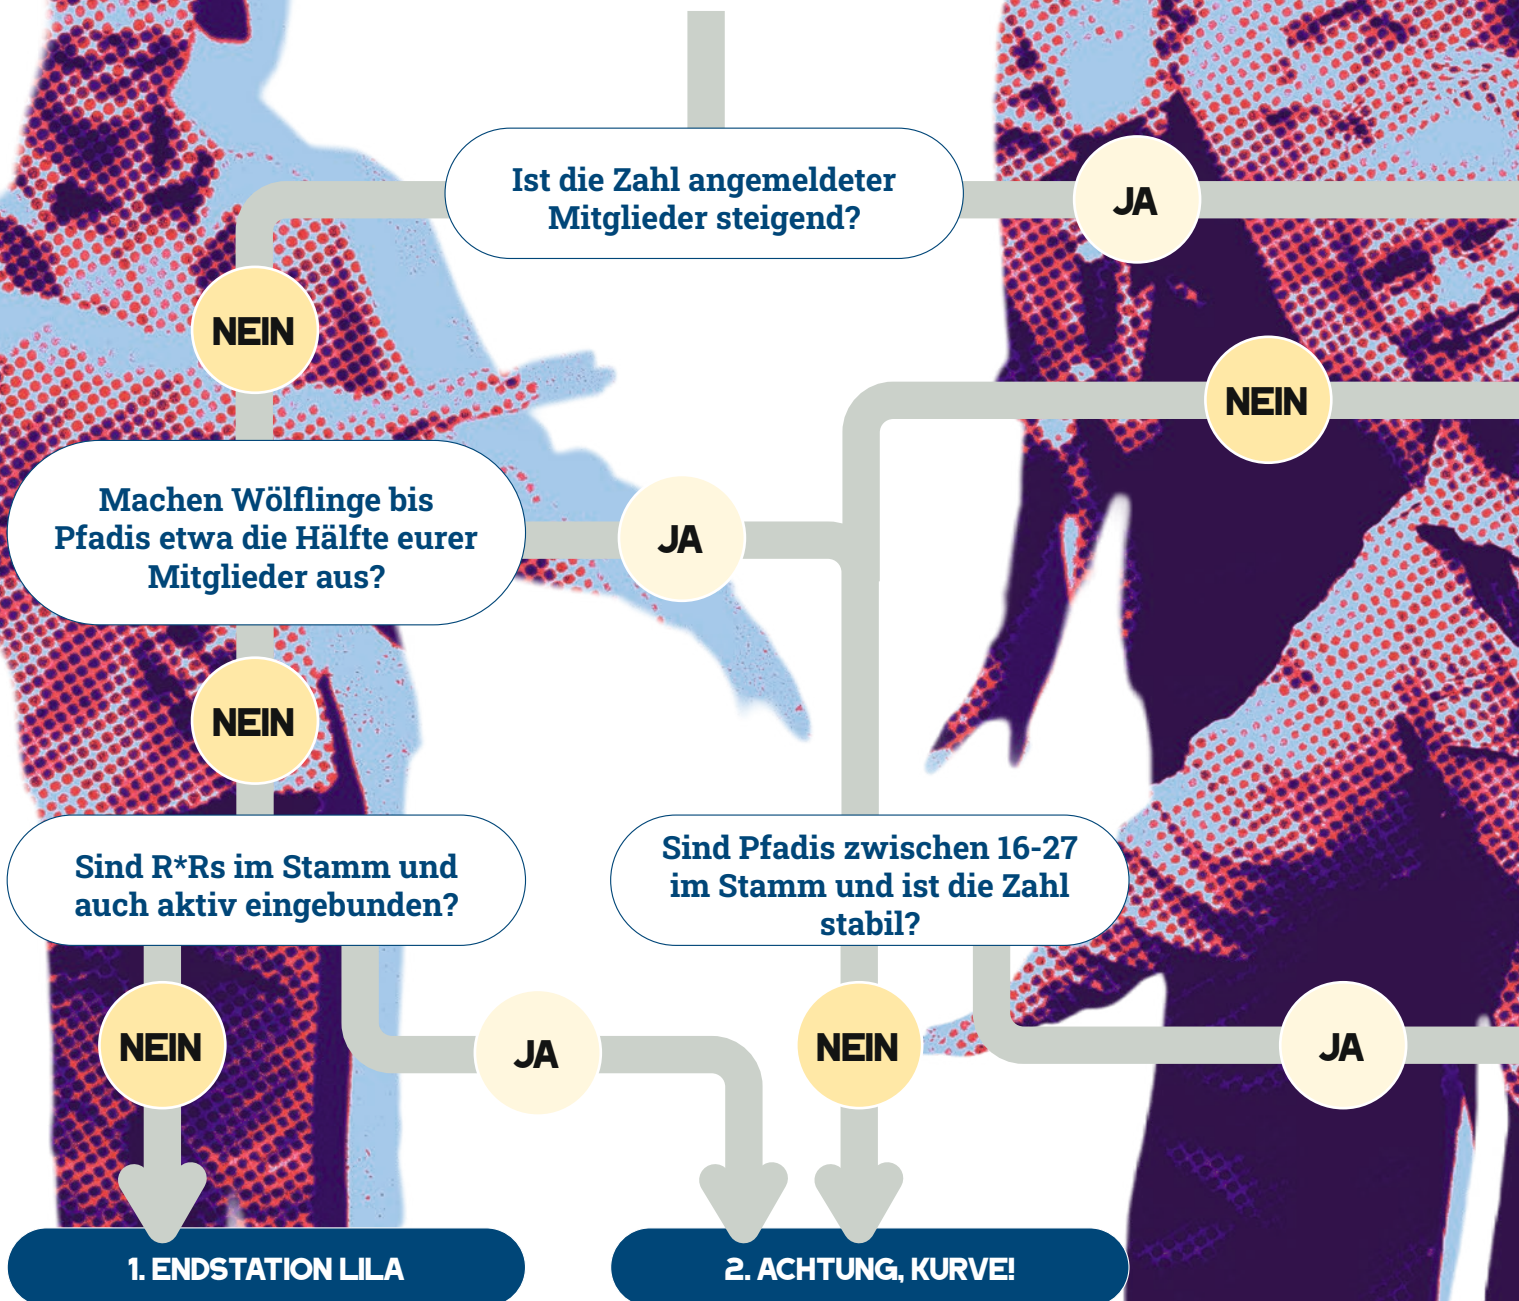 Ist die Zahl angemeldeter
Mitglieder steigend?
JA
NEIN
NEIN
Machen Wölflinge bis
Pfadis etwa die Hälfte eurer
Mitglieder aus?
JA
NEIN
Sind R*Rs im Stamm und
auch aktiv eingebunden?
Sind Pfadis zwischen 16-27
im Stamm und ist die Zahl
stabil?
NEIN
JA
NEIN
JA
1. ENDSTATION LILA
2. ACHTUNG, KURVE!